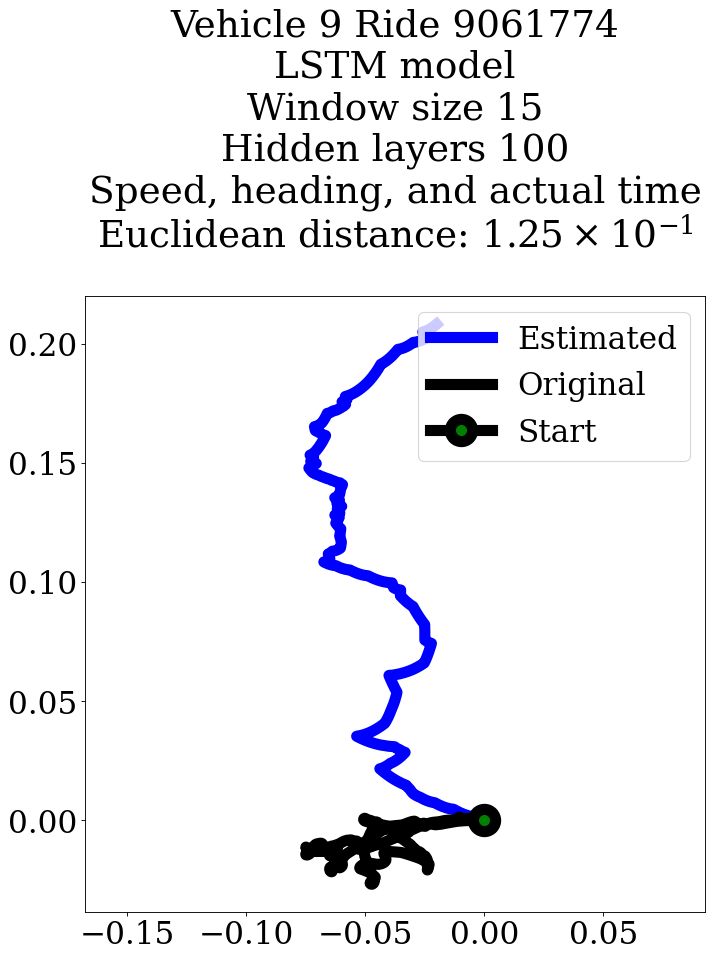 Vehicle 9 Ride 9061774
LSTM model
Window size 15
Hidden layers 100
Speed, heading, and actual time
Euclidean distance: 1.25 × 10⁻¹
Estimated
Original
Start
0.20
0.15
0.10
0.05
0.00
−0.15 −0.10 −0.05 0.00 0.05